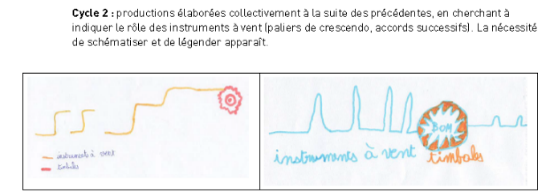 Cycle 2 : productions élaborées collectivement à la suite des précédentes, en cherchant à
indiquer le rôle des instruments à vent (paliers de crescendo, accords successifs). La nécessité
de schématiser et de légender apparaît.
instruments à vent
BOM
instruments à vent timbales